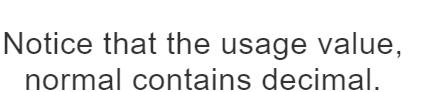 Notice that the usage value,
normal contains decimal.